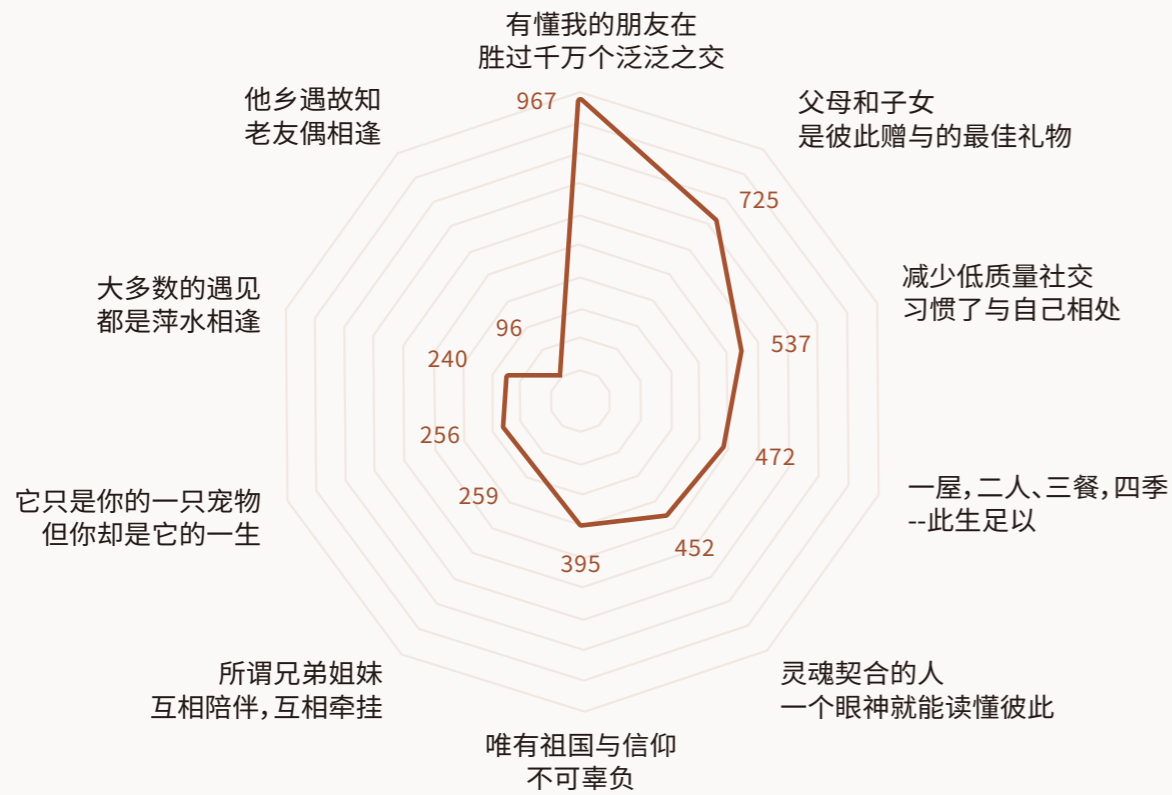 有懂我的朋友在
胜过千万个泛泛之交
967
父母和子女
是彼此赠与的最佳礼物
725
减少低质量社交
习惯了与自己相处
537
一屋，二人、三餐，四季
--此生足以
472
灵魂契合的人
一个眼神就能读懂彼此
452
唯有祖国与信仰
不可辜负
395
所谓兄弟姐妹
互相陪伴，互相牵挂
259
它只是你的一只宠物
但你却是它的一生
256
大多数的遇见
都是萍水相逢
240
他乡遇故知
老友偶相逢
96